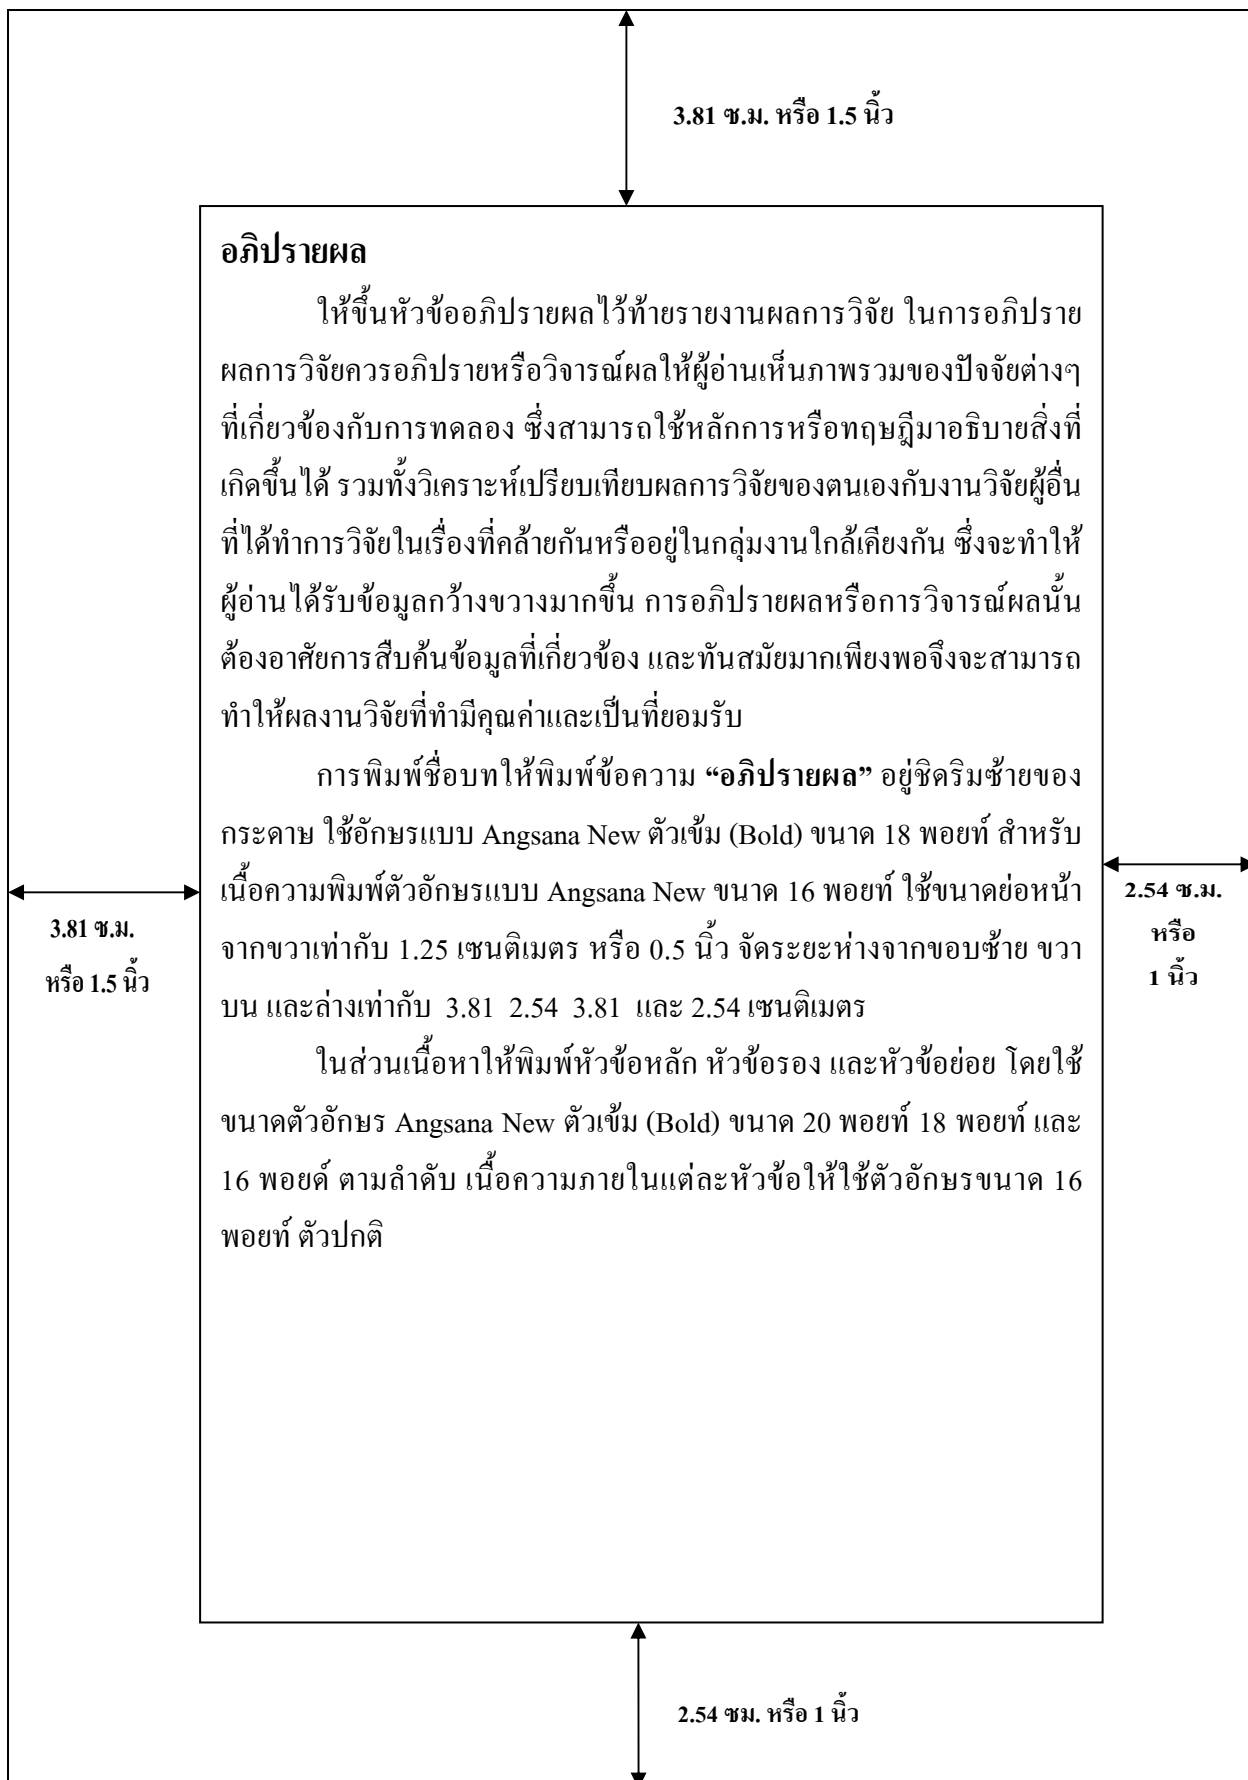 3.81 ซ.ม. หรือ 1.5 นิ้ว
อภิปรายผล
ให้ขึ้นหัวข้ออภิปรายผลไว้ท้ายรายงานผลการวิจัย ในการอภิปราย
ผลการวิจัยควรอภิปรายหรือวิจารณ์ผลให้ผู้อ่านเห็นภาพรวมของปัจจัยต่างๆ
ที่เกี่ยวข้องกับการทดลอง ซึ่งสามารถใช้หลักการหรือทฤษฎีมาอธิบายสิ่งที่
เกิดขึ้นได้ รวมทั้งวิเคราะห์เปรียบเทียบผลการวิจัยของตนเองกับงานวิจัยผู้อื่น
ที่ได้ทำการวิจัยในเรื่องที่คล้ายกันหรืออยู่ในกลุ่มงานใกล้เคียงกัน ซึ่งจะทำให้
ผู้อ่านได้รับข้อมูลกว้างขวางมากขึ้น การอภิปรายผลหรือการวิจารณ์ผลนั้น
ต้องอาศัยการสืบค้นข้อมูลที่เกี่ยวข้อง และทันสมัยมากเพียงพอจึงจะสามารถ
ทำให้ผลงานวิจัยที่ทำมีคุณค่าและเป็นที่ยอมรับ
การพิมพ์ชื่อบทให้พิมพ์ข้อความ “อภิปรายผล” อยู่ชิดริมซ้ายของ
กระดาษ ใช้อักษรแบบ Angsana New ตัวเข้ม (Bold) ขนาด 18 พอยท์ สำหรับ
เนื้อความพิมพ์ตัวอักษรแบบ Angsana New ขนาด 16 พอยท์ ใช้ขนาดย่อหน้า
จากขวาเท่ากับ 1.25 เซนติเมตร หรือ 0.5 นิ้ว จัดระยะห่างจากขอบซ้าย ขวา
บน และล่างเท่ากับ 3.81 2.54 3.81 และ 2.54 เซนติเมตร
ในส่วนเนื้อหาให้พิมพ์หัวข้อหลัก หัวข้อรอง และหัวข้อย่อย โดยใช้
ขนาดตัวอักษร Angsana New ตัวเข้ม (Bold) ขนาด 20 พอยท์ 18 พอยท์ และ
16 พอยด์ ตามลำดับ เนื้อความภายในแต่ละหัวข้อให้ใช้ตัวอักษรขนาด 16
พอยท์ ตัวปกติ
3.81 ซ.ม.
หรือ 1.5 นิ้ว
2.54 ซ.ม.
หรือ
1 นิ้ว
2.54 ซม. หรือ 1 นิ้ว